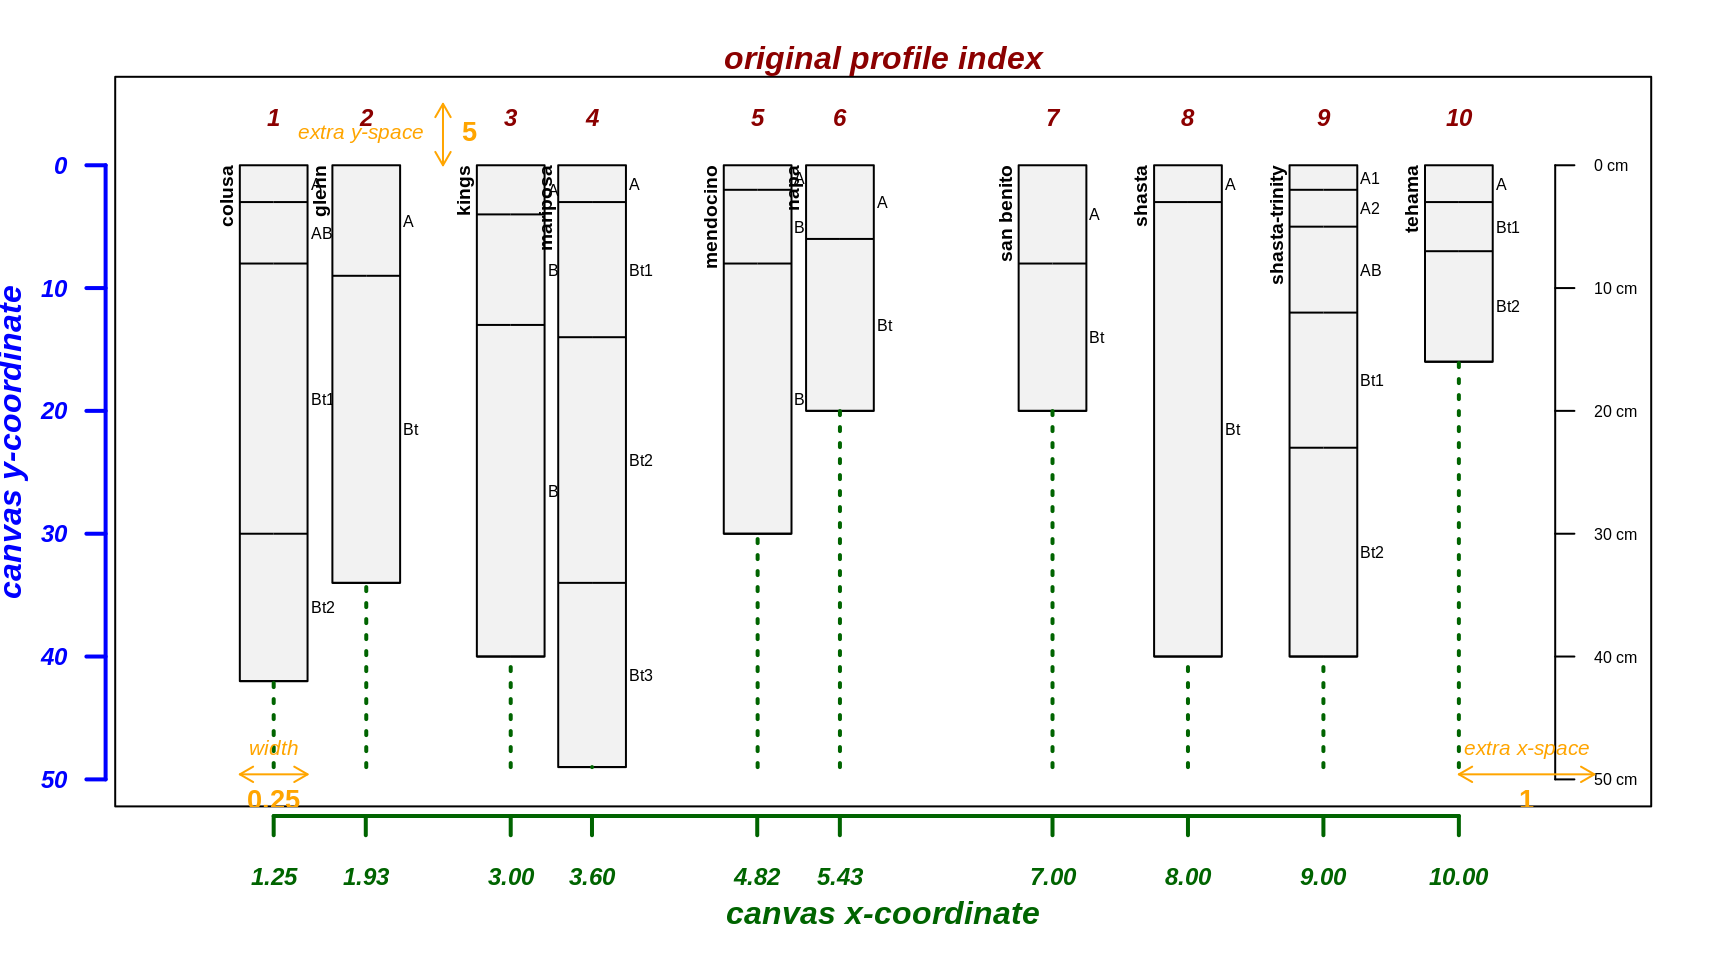 original profile index
1 2 3 4 5 6 7 8 9 10
extra y-space 5
canvas y-coordinate
0
10
20
30
40
50
colusa
A
AB
Bt1
Bt2
glenn
A
Bt
kings
A
mariposa
A
Bt1
Bt2
Bt3
mendocino
napa
A
Bt
san benito
A
Bt
shasta
A
Bt
shasta-trinity
A1
A2
AB
Bt1
Bt2
tehama
A
Bt1
Bt2
0 cm
10 cm
20 cm
30 cm
40 cm
50 cm
width
0.25
extra x-space
1
1.25 1.93 3.00 3.60 4.82 5.43 7.00 8.00 9.00 10.00
canvas x-coordinate